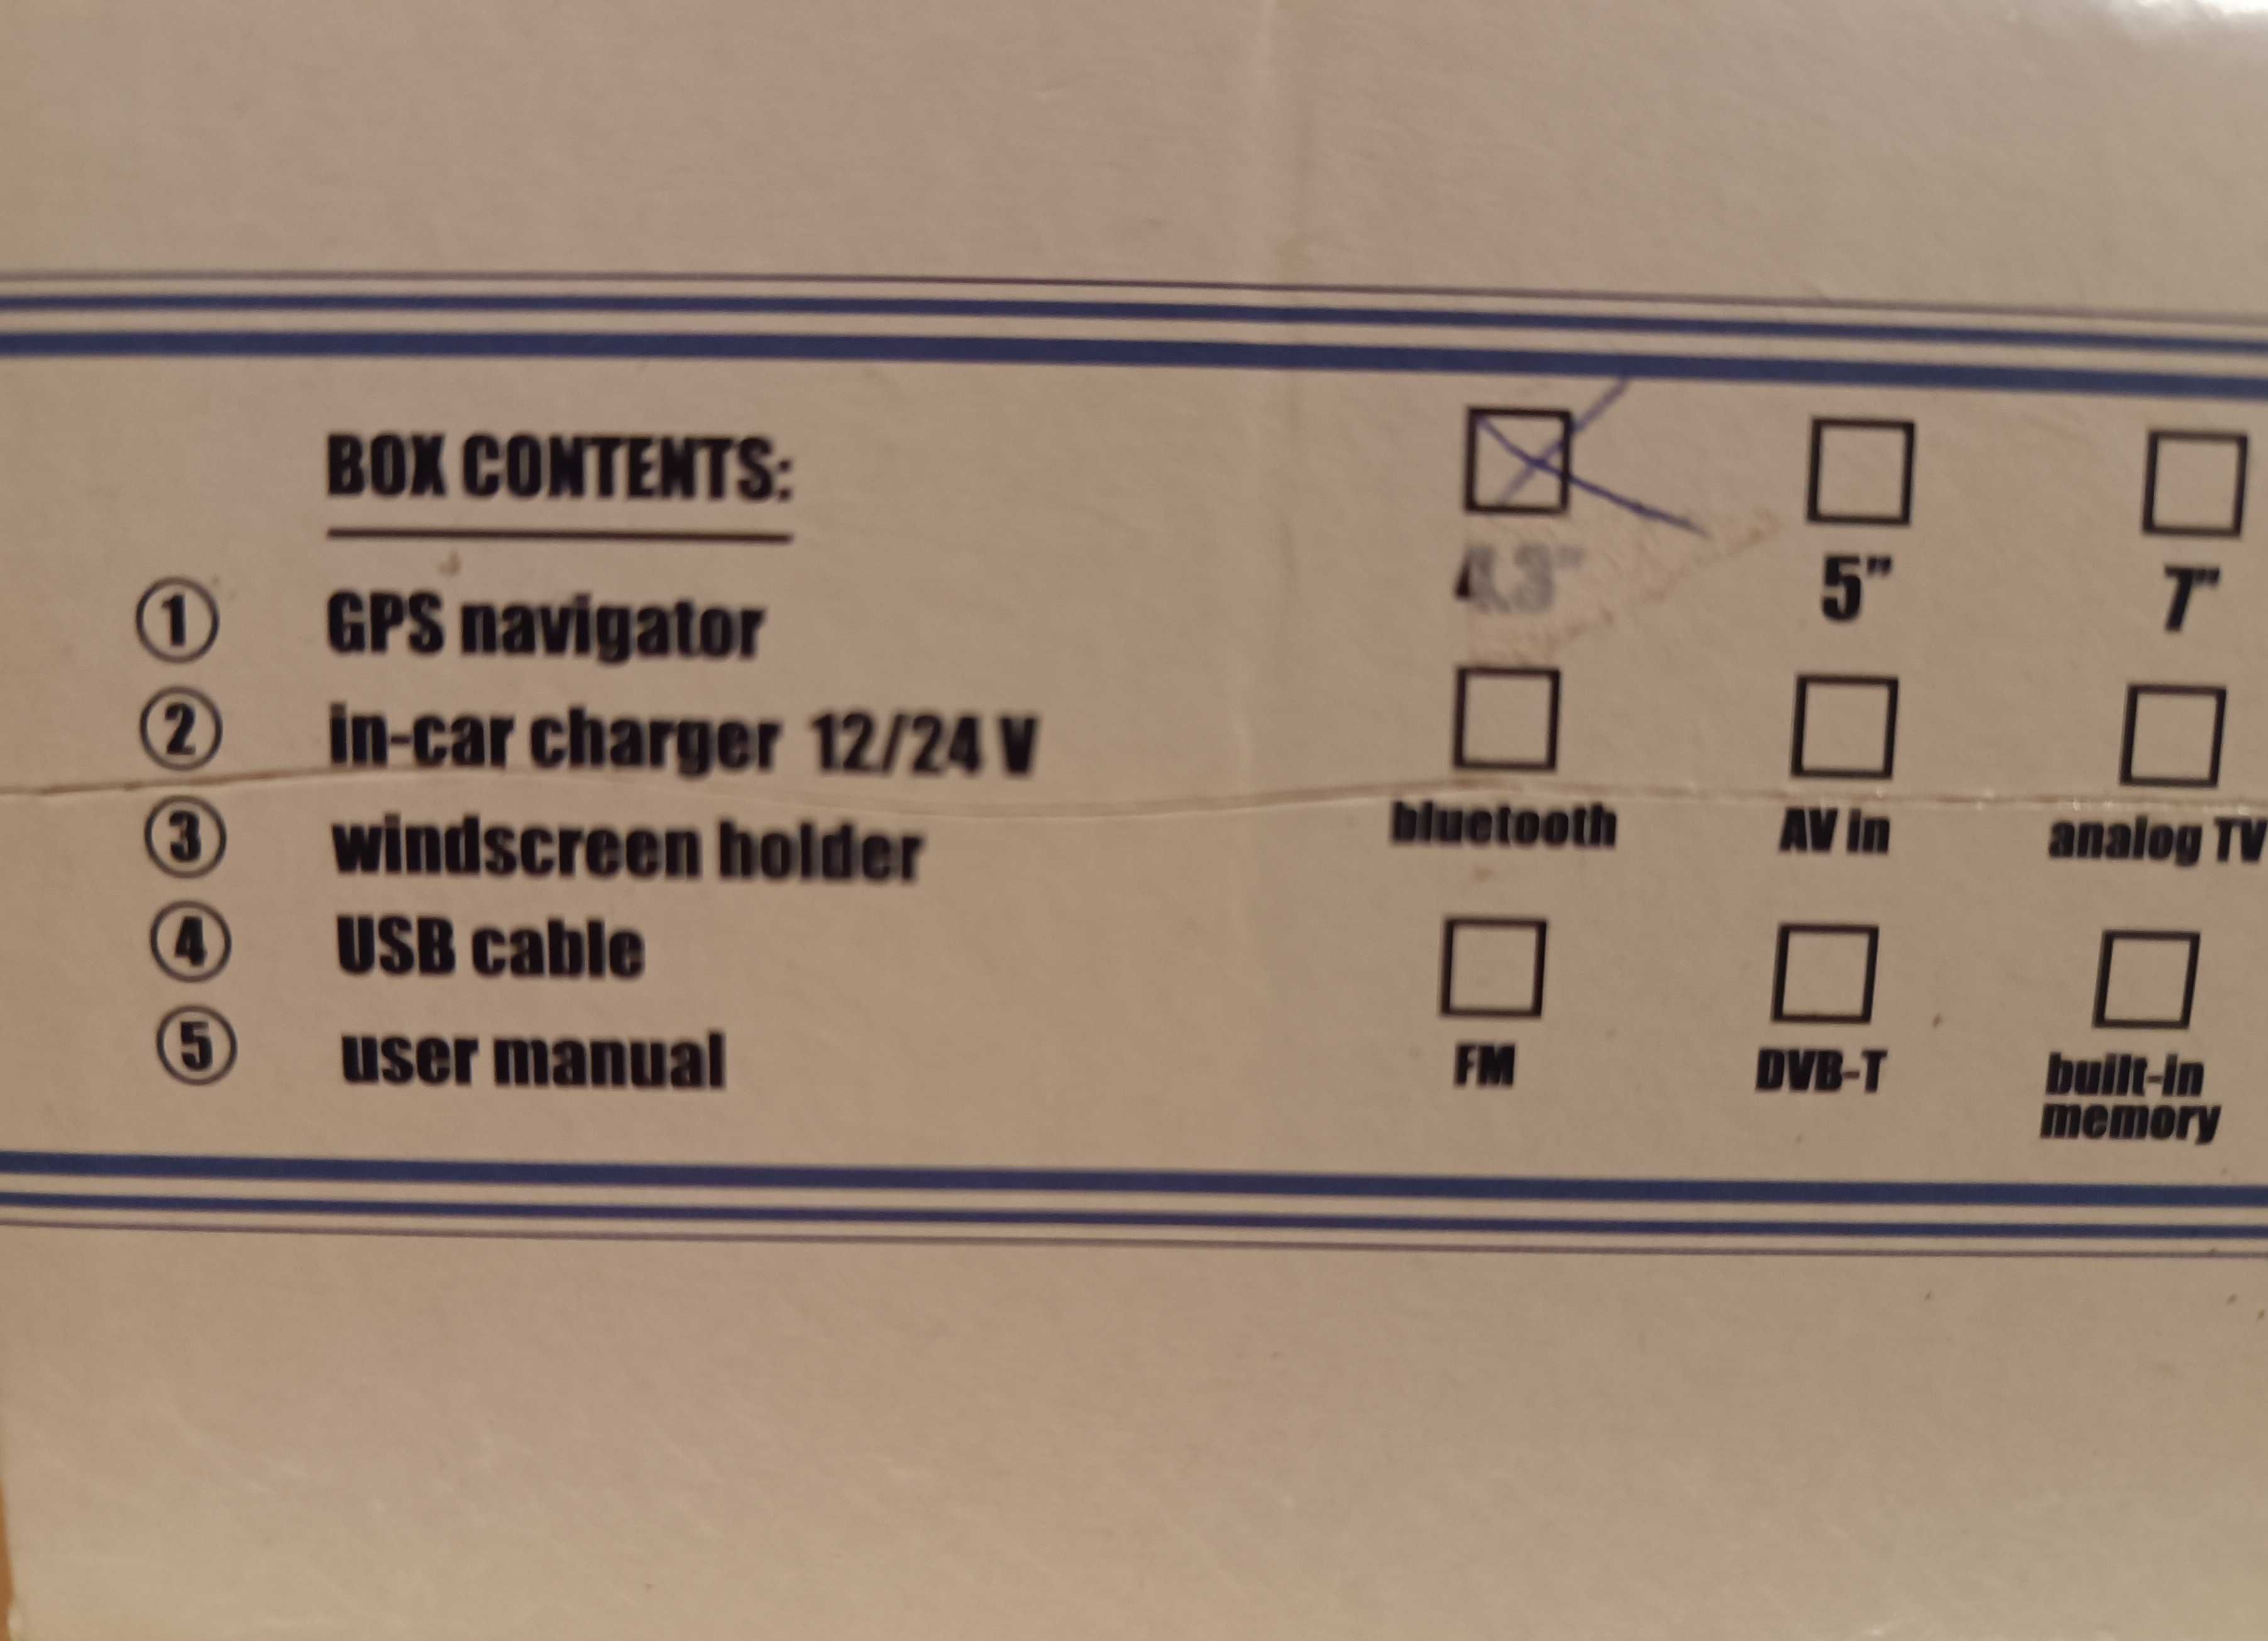 BOX CONTENTS:
① GPS navigator
② in-car charger 12/24 V
③ windscreen holder
④ USB cable
⑤ user manual
4.3" 5" 7"
bluetooth AV in analog TV
FM DVB-T built-in
memory